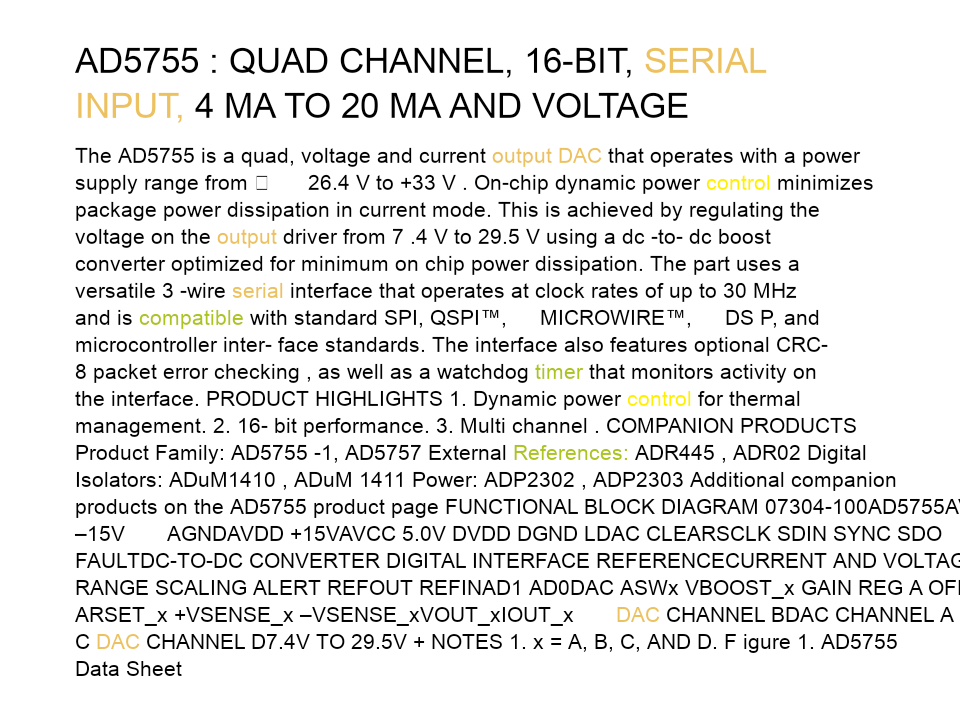 AD5755 : QUAD CHANNEL, 16-BIT, SERIAL
INPUT, 4 MA TO 20 MA AND VOLTAGE
The AD5755 is a quad, voltage and current output DAC that operates with a power
supply range from 26.4 V to +33 V . On-chip dynamic power control minimizes
package power dissipation in current mode. This is achieved by regulating the
voltage on the output driver from 7 .4 V to 29.5 V using a dc -to- dc boost
converter optimized for minimum on chip power dissipation. The part uses a
versatile 3 -wire serial interface that operates at clock rates of up to 30 MHz
and is compatible with standard SPI, QSPI™, MICROWIRE™, DS P, and
microcontroller inter- face standards. The interface also features optional CRC-
8 packet error checking , as well as a watchdog timer that monitors activity on
the interface. PRODUCT HIGHLIGHTS 1. Dynamic power control for thermal
management. 2. 16- bit performance. 3. Multi channel . COMPANION PRODUCTS
Product Family: AD5755 -1, AD5757 External References: ADR445 , ADR02 Digital
Isolators: ADuM1410 , ADuM 1411 Power: ADP2302 , ADP2303 Additional companion
products on the AD5755 product page FUNCTIONAL BLOCK DIAGRAM 07304-100AD5755AV
–15V AGNDAVDD +15VAVCC 5.0V DVDD DGND LDAC CLEARSCLK SDIN SYNC SDO
FAULTDC-TO-DC CONVERTER DIGITAL INTERFACE REFERENCECURRENT AND VOLTAG
RANGE SCALING ALERT REFOUT REFINAD1 AD0DAC ASWx VBOOST_x GAIN REG A OF
ARSET_x +VSENSE_x –VSENSE_xVOUT_xIOUT_x DAC CHANNEL BDAC CHANNEL A
C DAC CHANNEL D7.4V TO 29.5V + NOTES 1. x = A, B, C, AND D. F igure 1. AD5755
Data Sheet